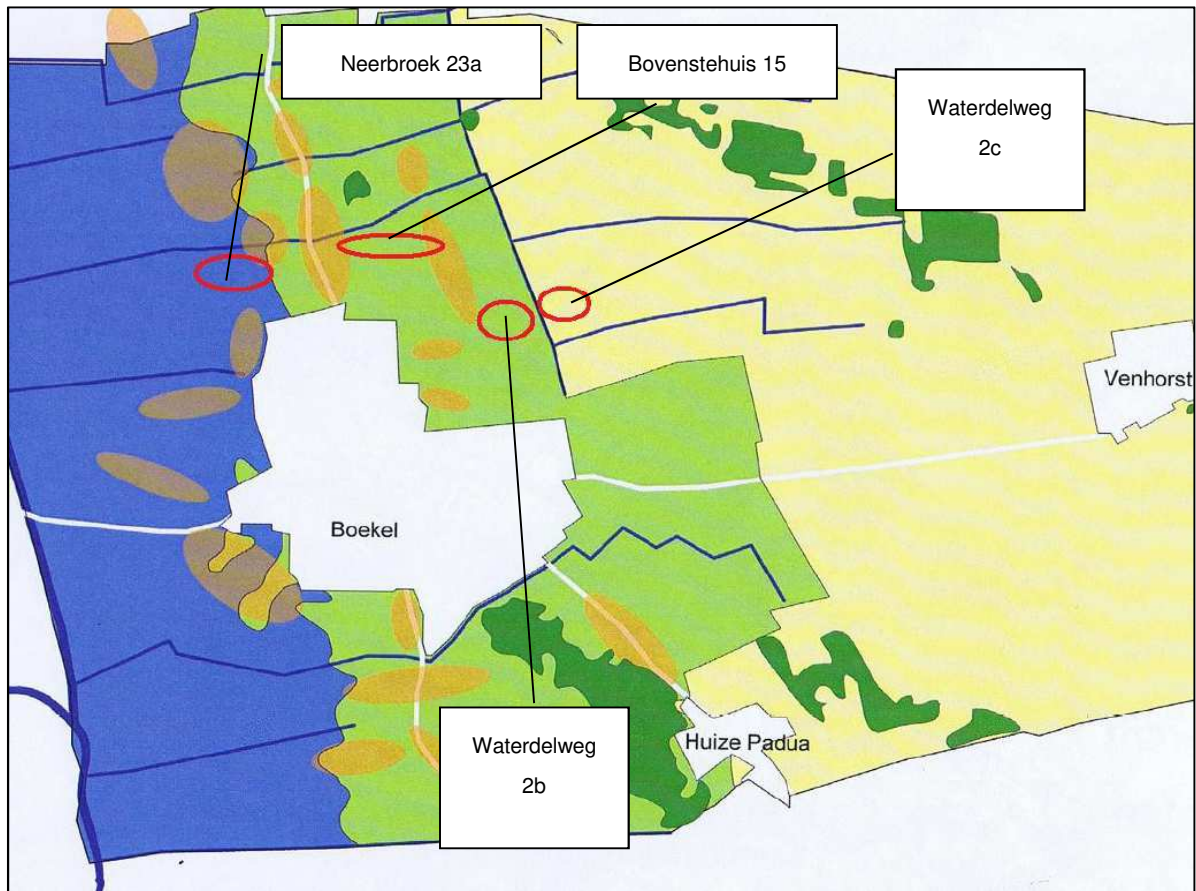 Neerbroek 23a
Bovenstehuis 15
Waterdelweg
2c
Venhorst
Boekel
Waterdelweg
2b
Huize Padua